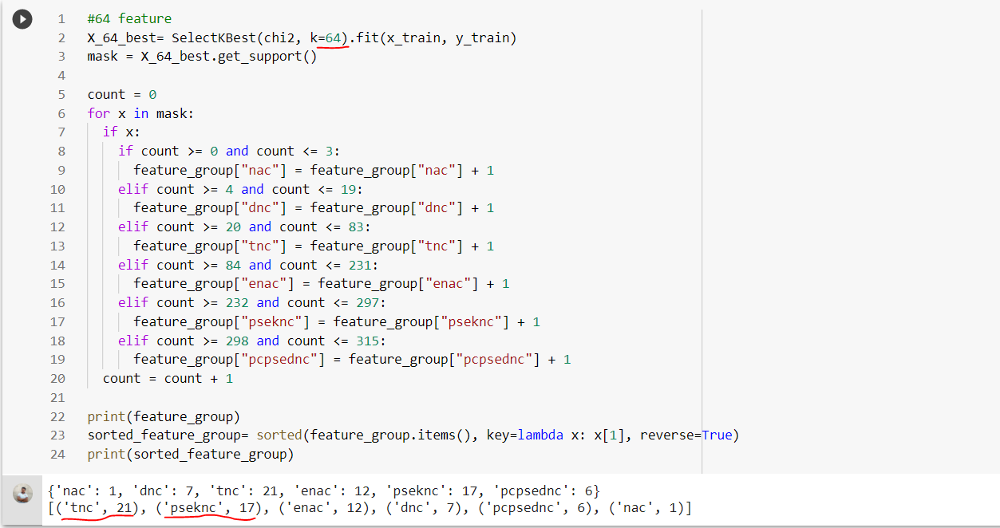 1 #64 feature
2 X_64_best= SelectKBest(chi2, k=64).fit(x_train, y_train)
3 mask = X_64_best.get_support()
4
5 count = 0
6 for x in mask:
7 if x:
8 if count >= 0 and count <= 3:
9 feature_group["nac"] = feature_group["nac"] + 1
10 elif count >= 4 and count <= 19:
11 feature_group["dnc"] = feature_group["dnc"] + 1
12 elif count >= 20 and count <= 83:
13 feature_group["tnc"] = feature_group["tnc"] + 1
14 elif count >= 84 and count <= 231:
15 feature_group["enac"] = feature_group["enac"] + 1
16 elif count >= 232 and count <= 297:
17 feature_group["pseknc"] = feature_group["pseknc"] + 1
18 elif count >= 298 and count <= 315:
19 feature_group["pcpsednc"] = feature_group["pcpsednc"] + 1
20 count = count + 1
21
22 print(feature_group)
23 sorted_feature_group= sorted(feature_group.items(), key=lambda x: x[1], reverse=True)
24 print(sorted_feature_group)
{'nac': 1, 'dnc': 7, 'tnc': 21, 'enac': 12, 'pseknc': 17, 'pcpsednc': 6}
[('tnc', 21), ('pseknc', 17), ('enac', 12), ('dnc', 7), ('pcpsednc', 6), ('nac', 1)]